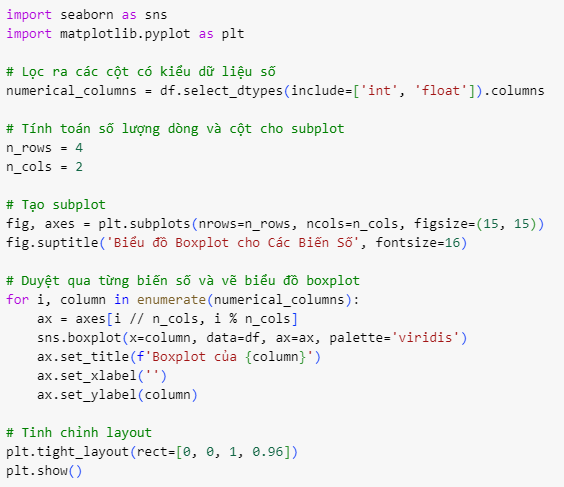 import seaborn as sns
import matplotlib.pyplot as plt
# Lọc ra các cột có kiểu dữ liệu số
numerical_columns = df.select_dtypes(include=['int', 'float']).columns
# Tính toán số lượng dòng và cột cho subplot
n_rows = 4
n_cols = 2
# Tạo subplot
fig, axes = plt.subplots(nrows=n_rows, ncols=n_cols, figsize=(15, 15))
fig.suptitle('Biểu đồ Boxplot cho Các Biến Số', fontsize=16)
# Duyệt qua từng biến số và vẽ biểu đồ boxplot
for i, column in enumerate(numerical_columns):
    ax = axes[i // n_cols, i % n_cols]
    sns.boxplot(x=column, data=df, ax=ax, palette='viridis')
    ax.set_title(f'Boxplot của {column}')
    ax.set_xlabel('')
    ax.set_ylabel(column)
# Tinh chỉnh layout
plt.tight_layout(rect=[0, 0, 1, 0.96])
plt.show()